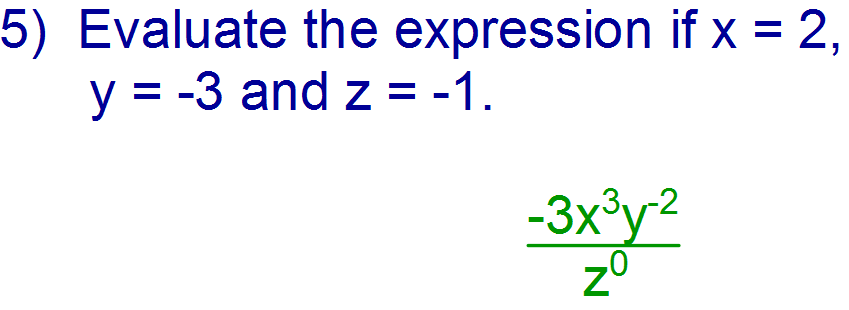 5) Evaluate the expression if x = 2,
y = -3 and z = -1.
-3x³y⁻²
z⁰